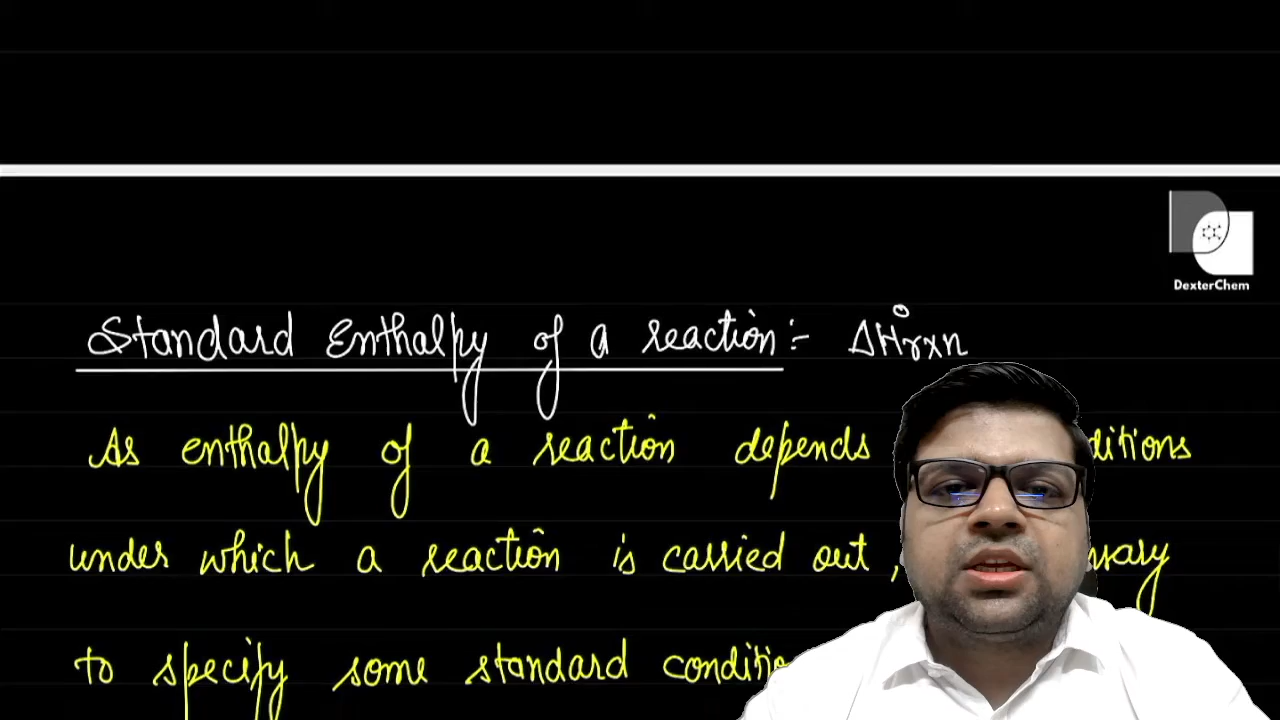 DexterChem
Standard Enthalpy of a reaction :- ΔH°rxn
As enthalpy of a reaction depends
under which a reaction is carried out,
to specify some standard